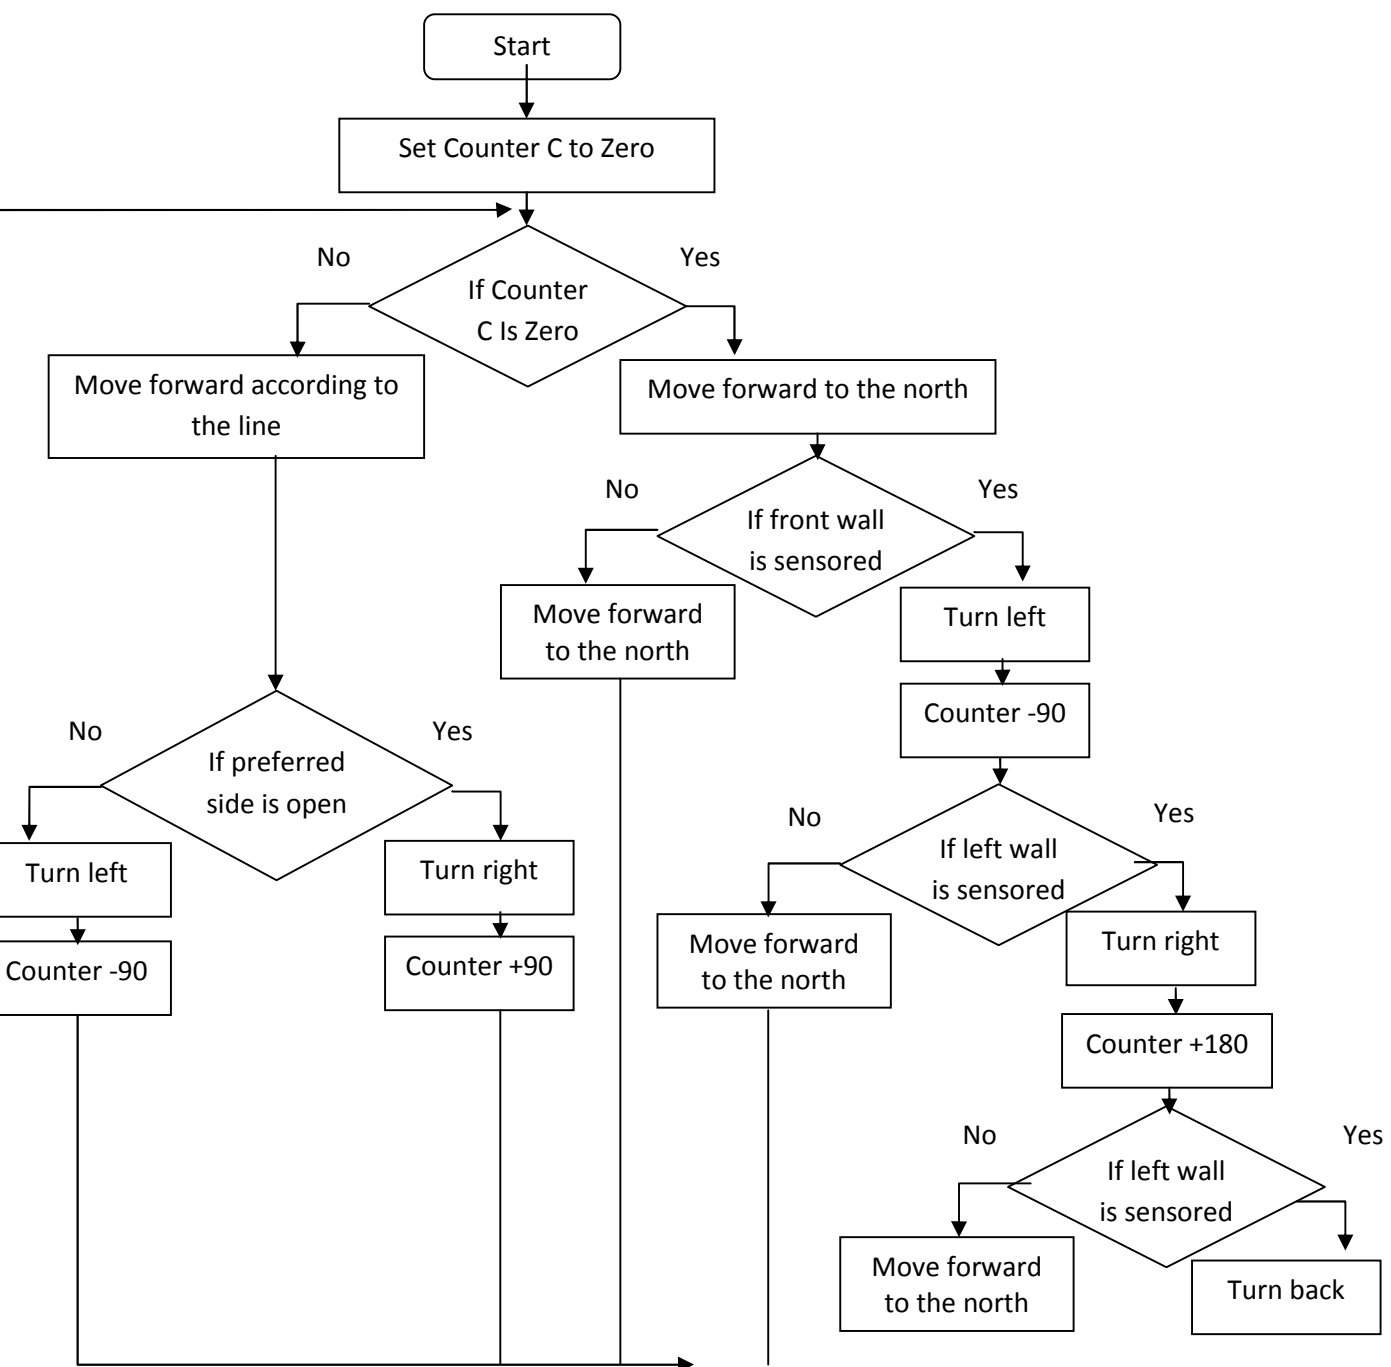 Start
Set Counter C to Zero
No
Yes
If Counter
C Is Zero
Move forward according to
the line
Move forward to the north
No
Yes
If front wall
is sensored
Move forward
to the north
Turn left
Counter -90
No
Yes
If preferred
side is open
Turn left
Counter -90
Turn right
Counter +90
No
Yes
If left wall
is sensored
Move forward
to the north
Turn right
Counter +180
No
Yes
If left wall
is sensored
Move forward
to the north
Turn back